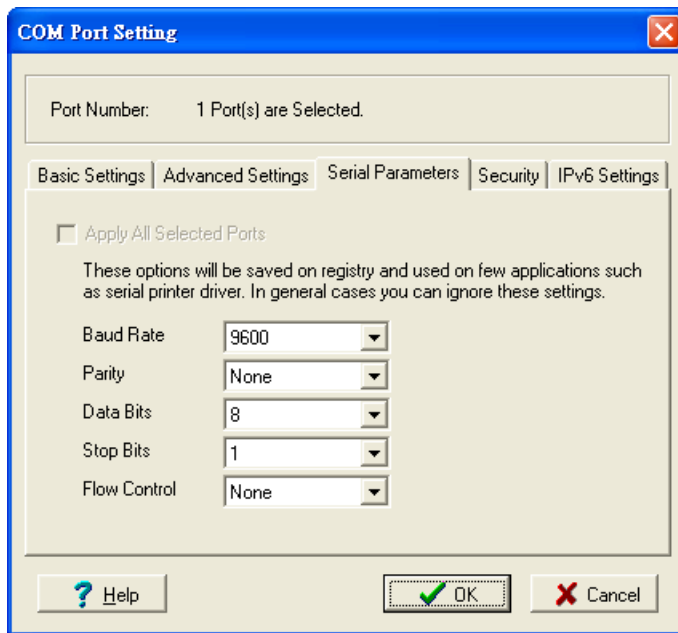 COM Port Setting
Port Number: 1 Port(s) are Selected.
Basic Settings Advanced Settings Serial Parameters Security IPv6 Settings
Apply All Selected Ports
These options will be saved on registry and used on few applications such
as serial printer driver. In general cases you can ignore these settings.
Baud Rate 9600
Parity None
Data Bits 8
Stop Bits 1
Flow Control None
? Help OK Cancel